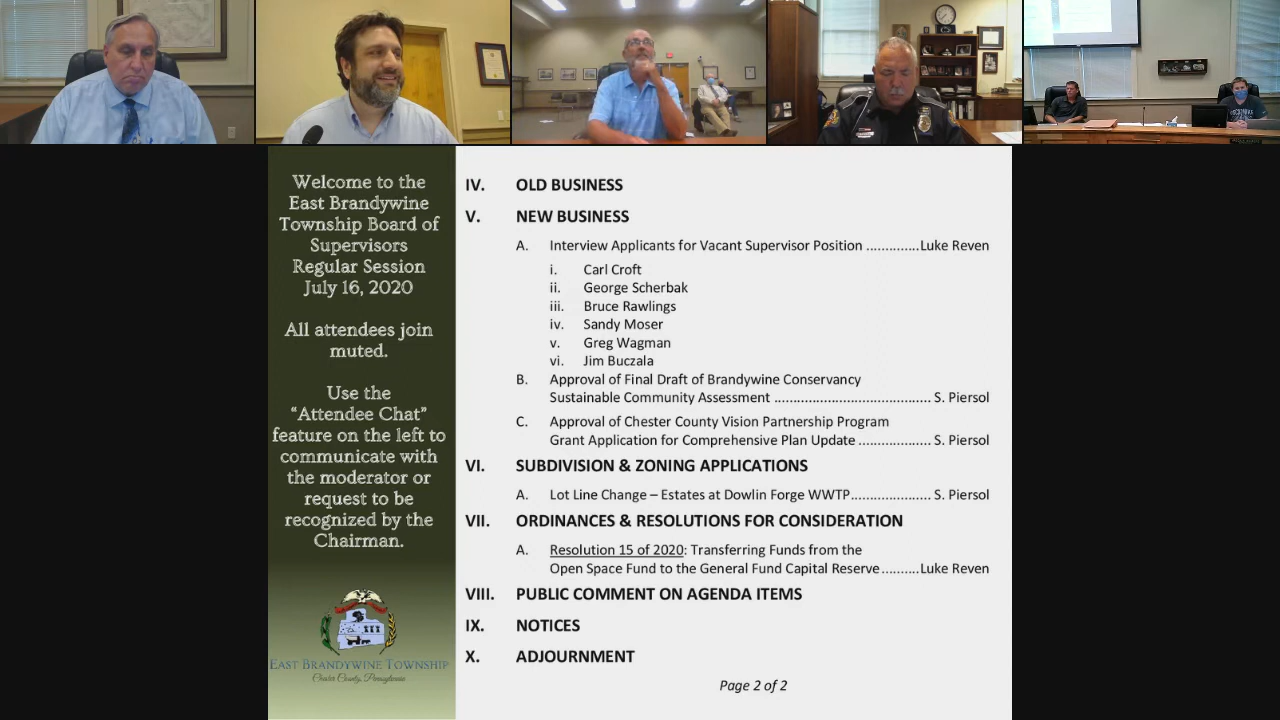 Welcome to the
East Brandywine
Township Board of
Supervisors
Regular Session
July 16, 2020
All attendees join
muted.
Use the
“Attendee Chat”
feature on the left to
communicate with
the moderator or
request to be
recognized by the
Chairman.
EAST BRANDYWINE TOWNSHIP
Chester County, Pennsylvania
IV. OLD BUSINESS
V. NEW BUSINESS
A. Interview Applicants for Vacant Supervisor Position .............Luke Reven
i. Carl Croft
ii. George Scherbak
iii. Bruce Rawlings
iv. Sandy Moser
v. Greg Wagman
vi. Jim Buczala
B. Approval of Final Draft of Brandywine Conservancy
Sustainable Community Assessment ...................................... S. Piersol
C. Approval of Chester County Vision Partnership Program
Grant Application for Comprehensive Plan Update .................. S. Piersol
VI. SUBDIVISION & ZONING APPLICATIONS
A. Lot Line Change – Estates at Dowlin Forge WWTP.................... S. Piersol
VII. ORDINANCES & RESOLUTIONS FOR CONSIDERATION
A. Resolution 15 of 2020: Transferring Funds from the
Open Space Fund to the General Fund Capital Reserve..........Luke Reven
VIII. PUBLIC COMMENT ON AGENDA ITEMS
IX. NOTICES
X. ADJOURNMENT
Page 2 of 2